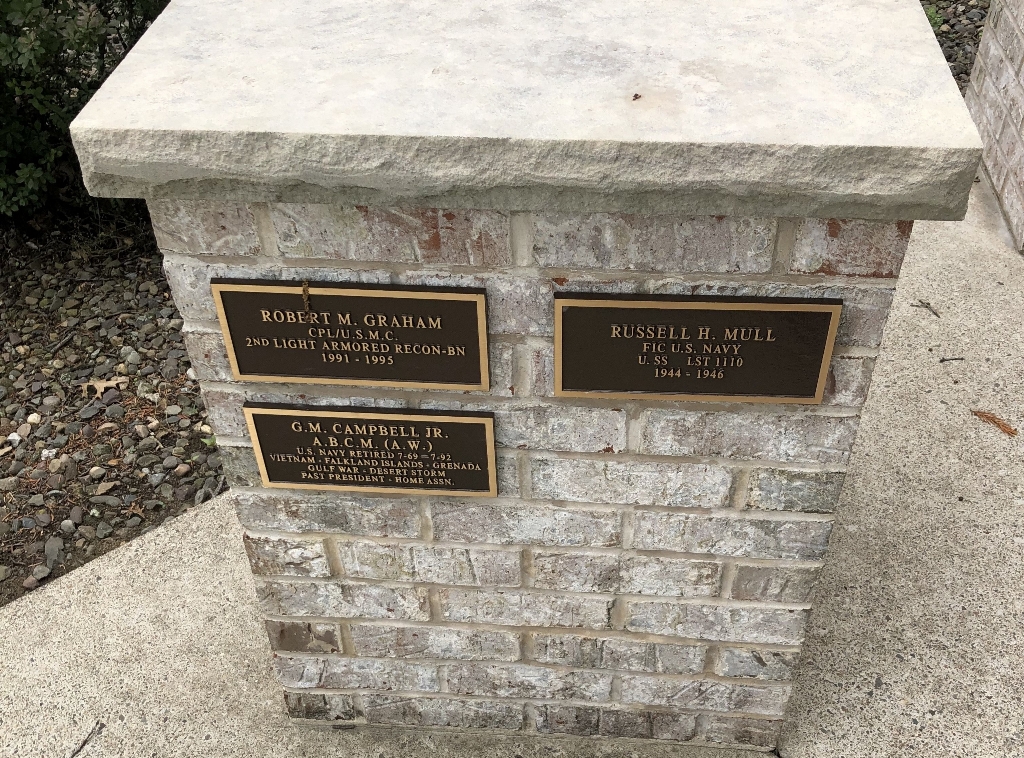 ROBERT M. GRAHAM
CPL/U.S.M.C.
2ND LIGHT ARMORED RECON-BN
1991 - 1995
RUSSELL H. MULL
F1C U.S. NAVY
U. SS LST 1110
1944 - 1946
G.M. CAMPBELL JR.
A.B.C.M. (A.W.)
U.S. NAVY RETIRED 7-69 = 7-92
VIETNAM - FALKLAND ISLANDS - GRENADA
GULF WAR - DESERT STORM
PAST PRESIDENT - HOME ASSN.